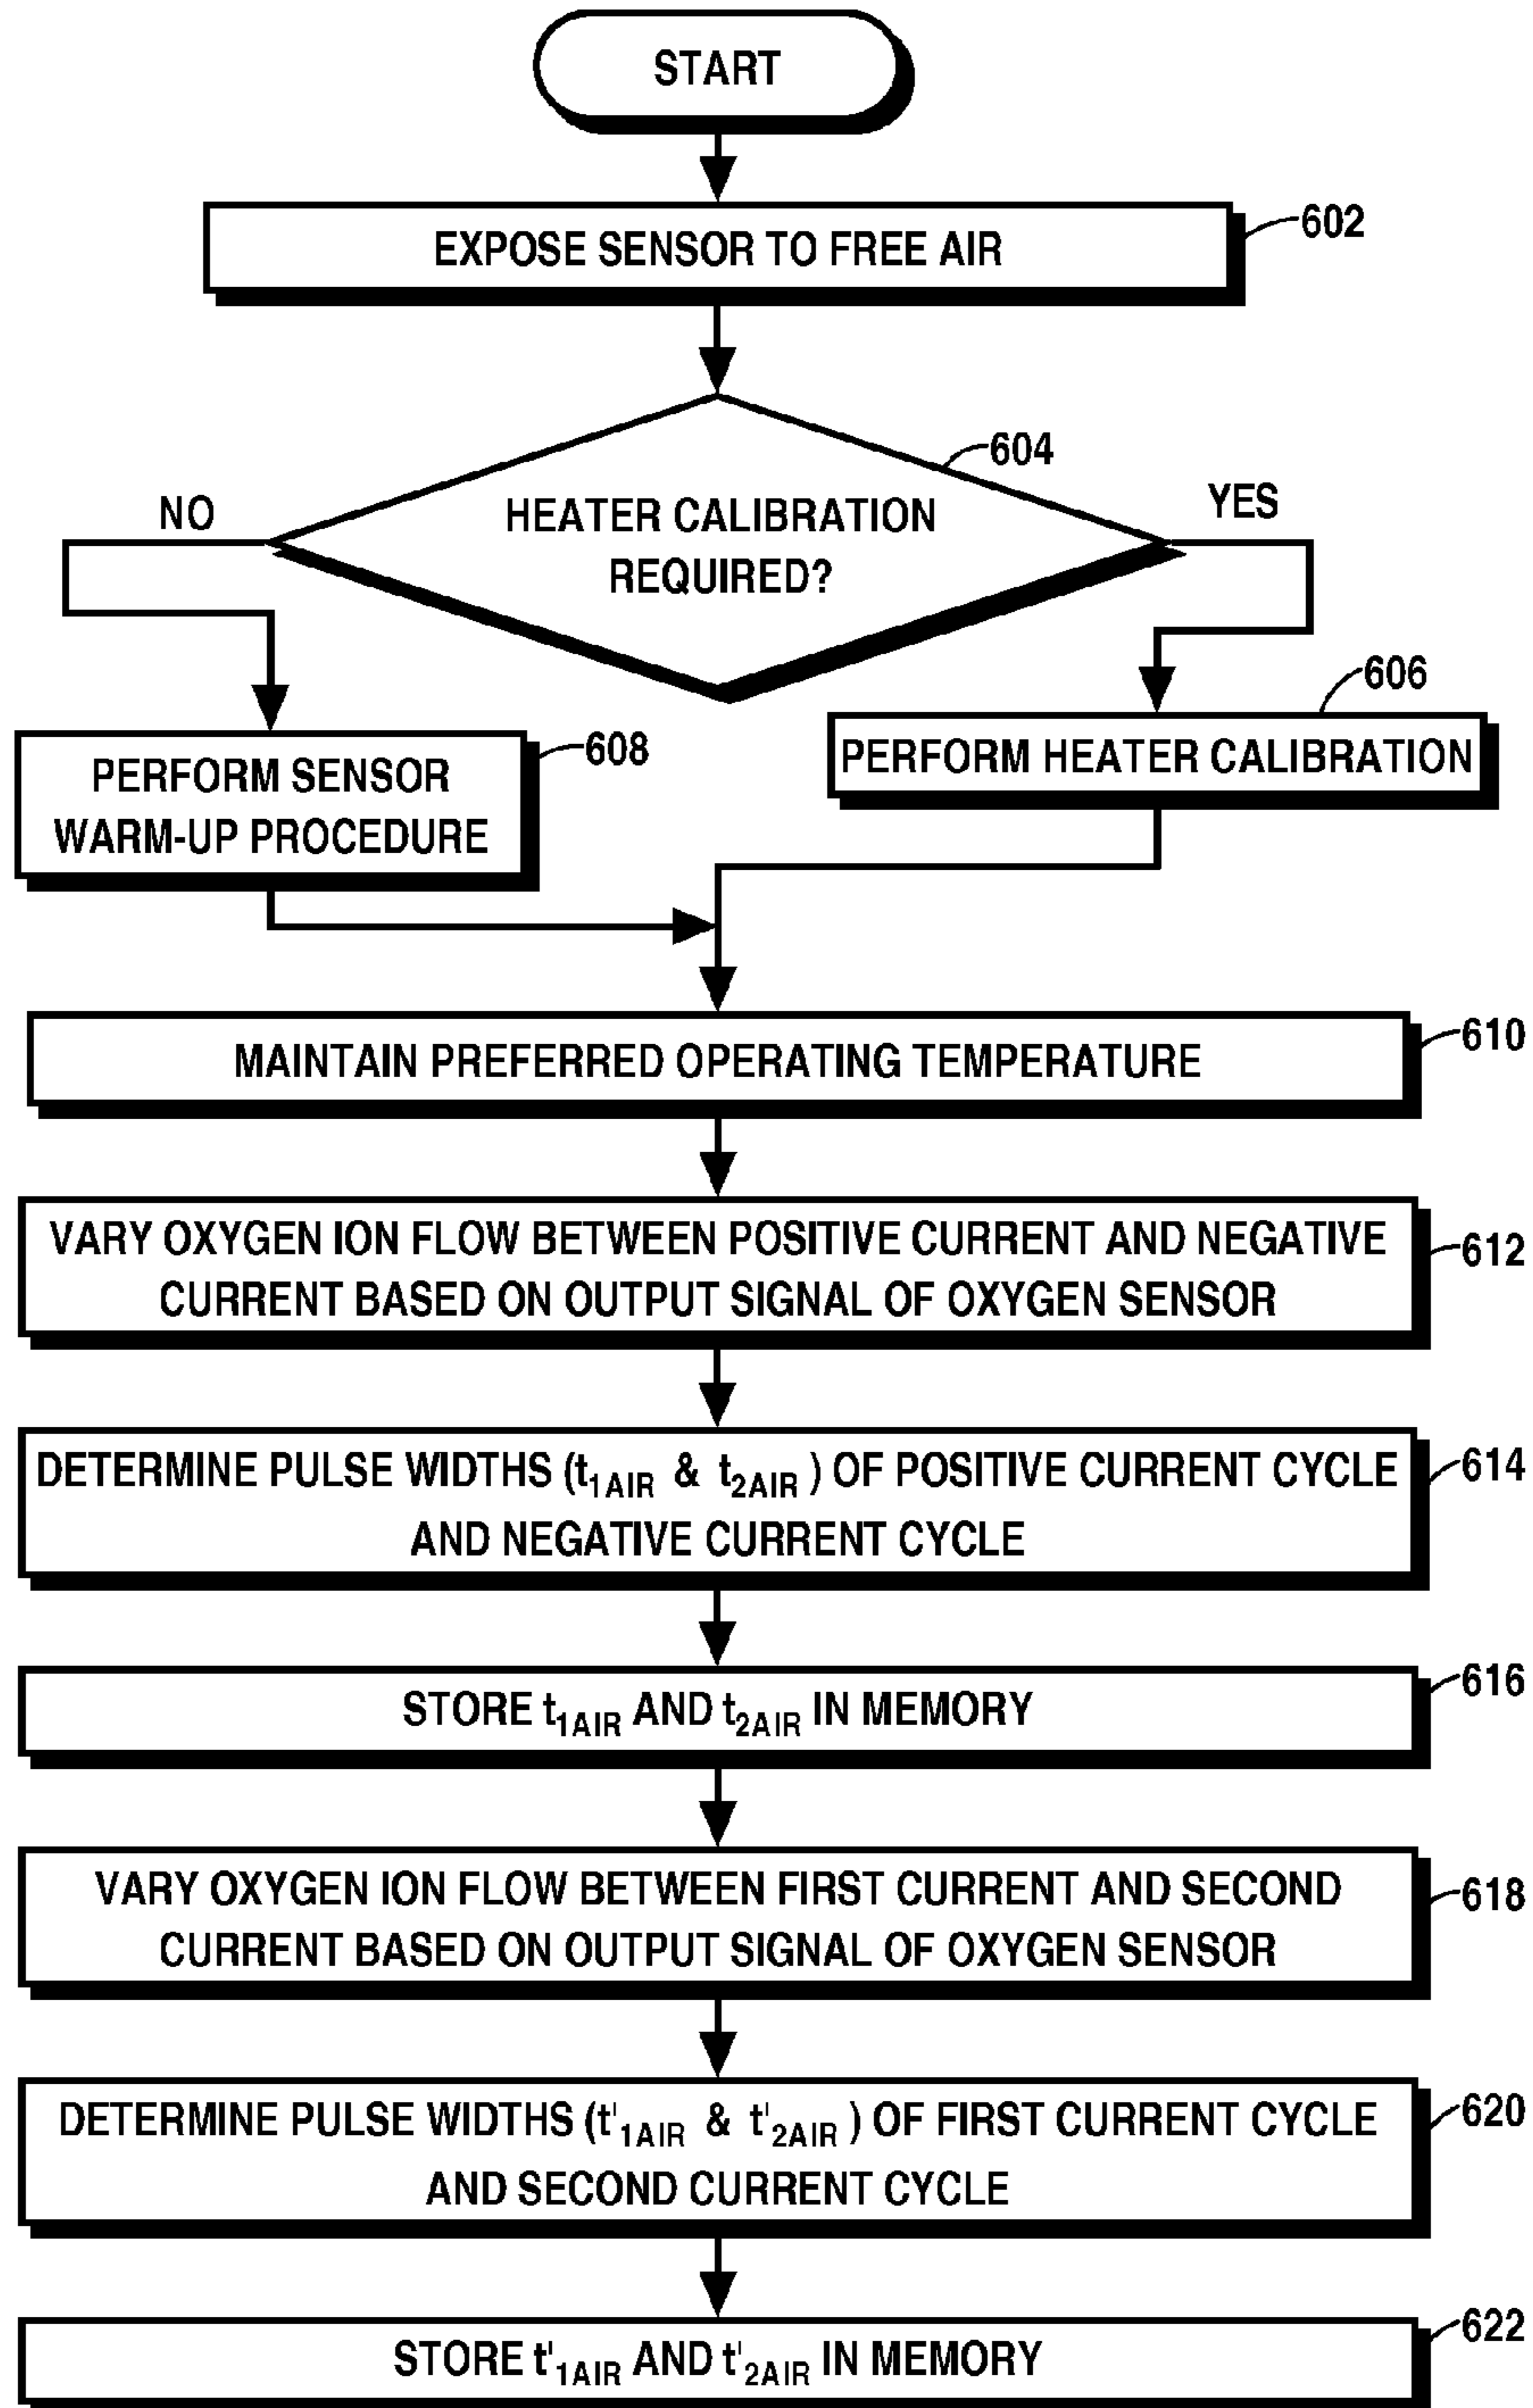 START
EXPOSE SENSOR TO FREE AIR
602
604
HEATER CALIBRATION
REQUIRED?
NO
YES
606
PERFORM HEATER CALIBRATION
608
PERFORM SENSOR
WARM-UP PROCEDURE
610
MAINTAIN PREFERRED OPERATING TEMPERATURE
VARY OXYGEN ION FLOW BETWEEN POSITIVE CURRENT AND NEGATIVE
CURRENT BASED ON OUTPUT SIGNAL OF OXYGEN SENSOR
612
DETERMINE PULSE WIDTHS (t1AIR & t2AIR ) OF POSITIVE CURRENT CYCLE
AND NEGATIVE CURRENT CYCLE
614
STORE t1AIR AND t2AIR IN MEMORY
616
VARY OXYGEN ION FLOW BETWEEN FIRST CURRENT AND SECOND
CURRENT BASED ON OUTPUT SIGNAL OF OXYGEN SENSOR
618
DETERMINE PULSE WIDTHS (t'1AIR & t'2AIR ) OF FIRST CURRENT CYCLE
AND SECOND CURRENT CYCLE
620
STORE t'1AIR AND t'2AIR IN MEMORY
622